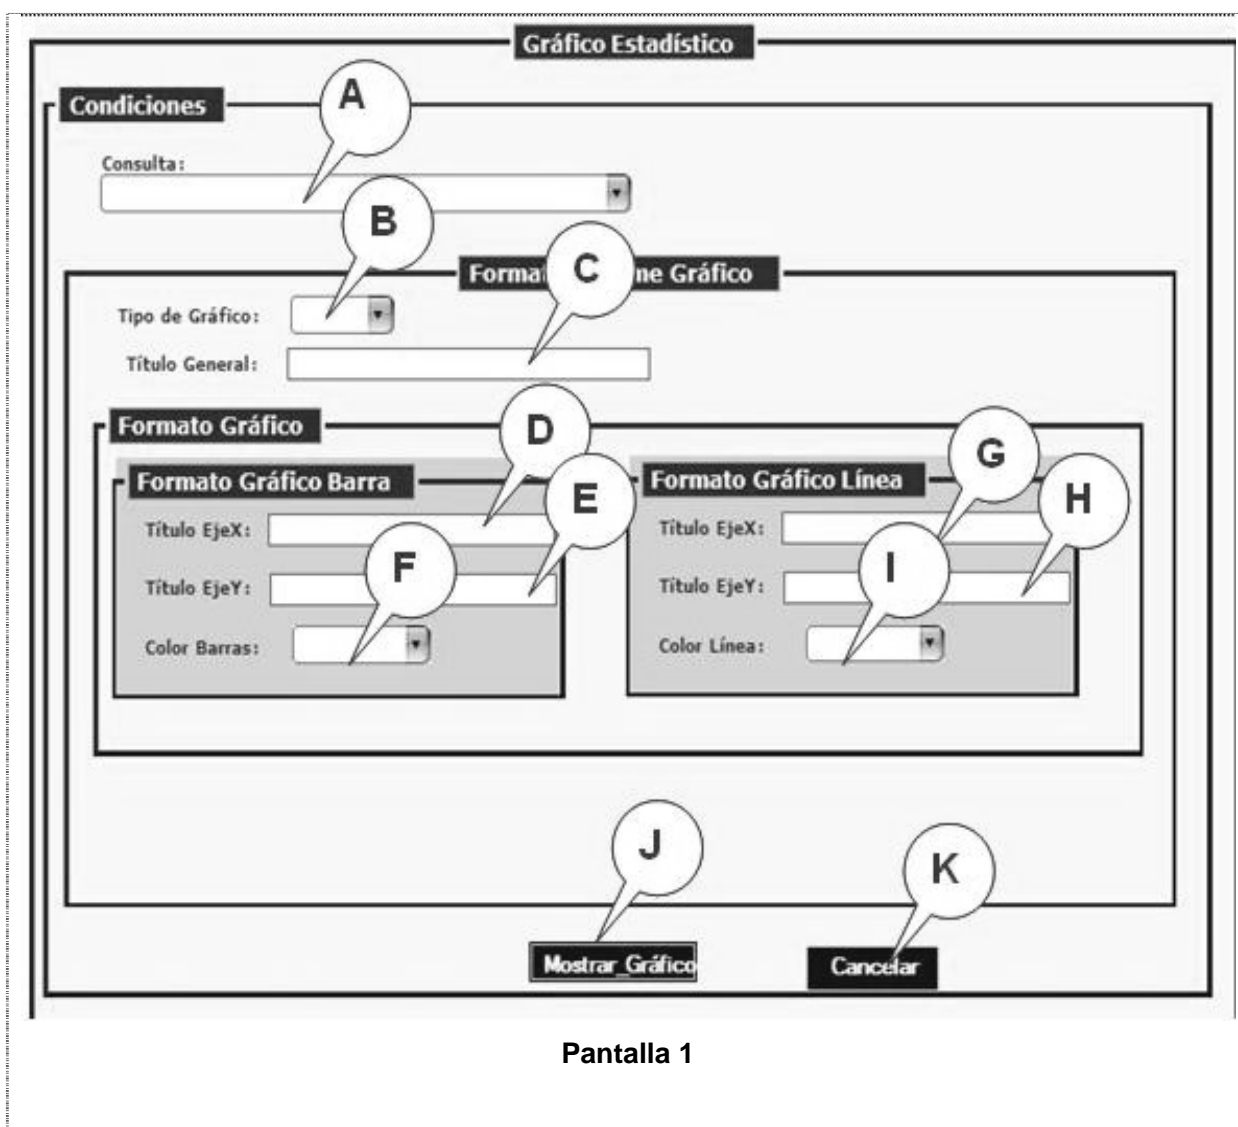 Gráfico Estadístico
Condiciones
A
Consulta:
B
C
Gráfico
Tipo de Gráfico:
Título General:
Formato Gráfico
D
G
Formato Gráfico Barra
E
Formato Gráfico Línea
H
Título EjeX:
Título EjeX:
F
I
Título EjeY:
Título EjeY:
Color Barras:
Color Línea:
J
K
Mostrar_Gráfico
Cancelar
Pantalla 1